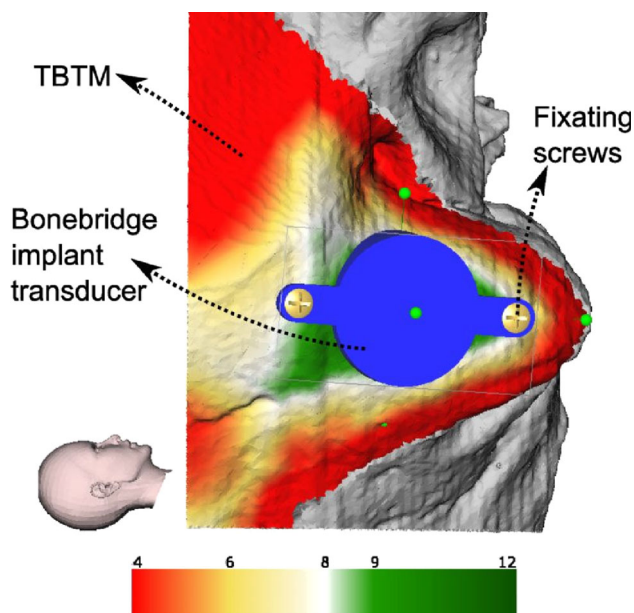 TBTM
Fixating
screws
Bonebridge
implant
transducer
4 6 8 9 12